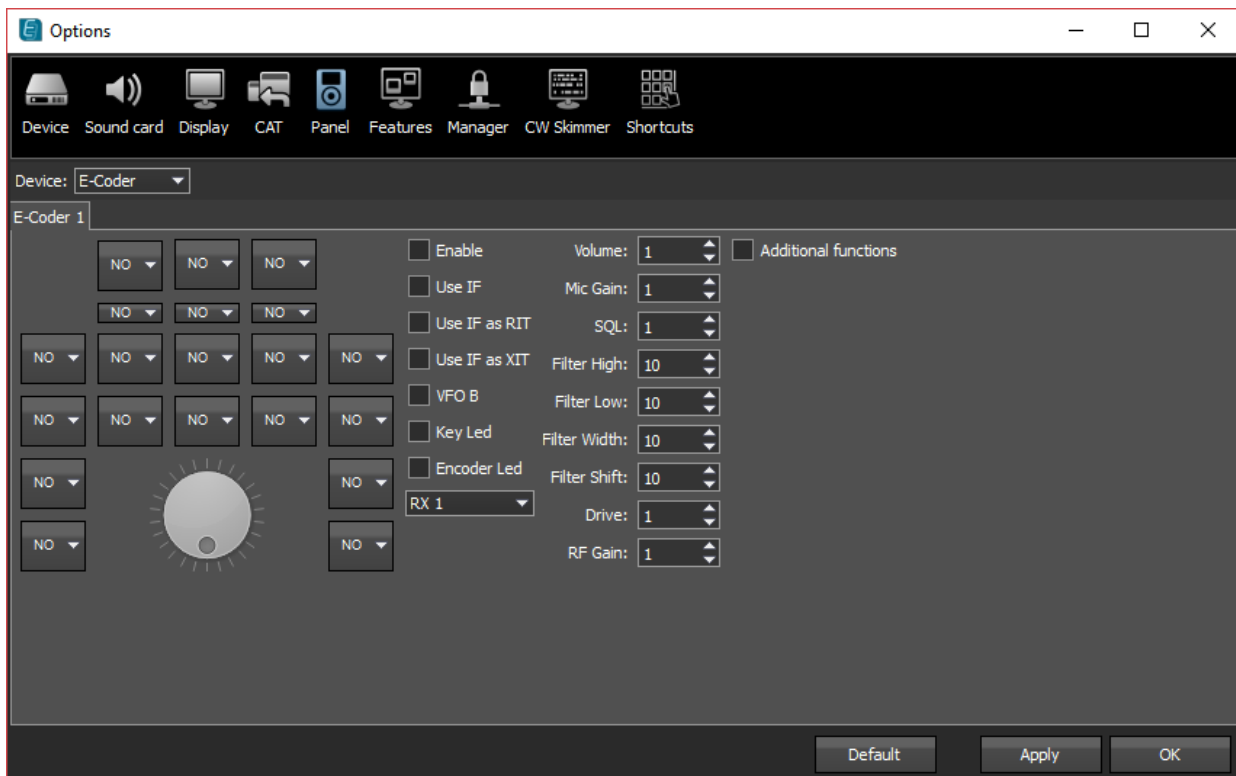 Options
Device Sound card Display CAT Panel Features Manager CW Skimmer Shortcuts
Device: E-Coder
E-Coder 1
NO NO NO
NO NO NO
NO NO NO NO NO
NO NO NO NO NO
NO NO
NO NO
Enable
Use IF
Use IF as RIT
Use IF as XIT
VFO B
Key Led
Encoder Led
RX 1
Volume: 1
Mic Gain: 1
SQL: 1
Filter High: 10
Filter Low: 10
Filter Width: 10
Filter Shift: 10
Drive: 1
RF Gain: 1
Additional functions
Default Apply OK